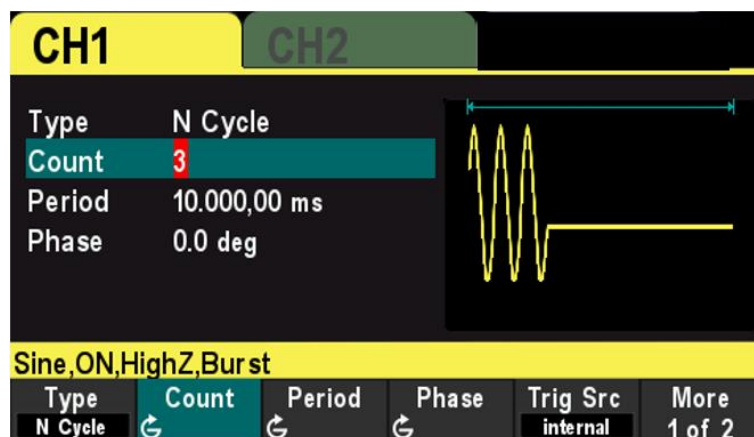 CH1 CH2
Type N Cycle
Count 3
Period 10.000,00 ms
Phase 0.0 deg
Sine,ON,HighZ,Burst
Type Count Period Phase Trig Src More
N Cycle internal 1 of 2